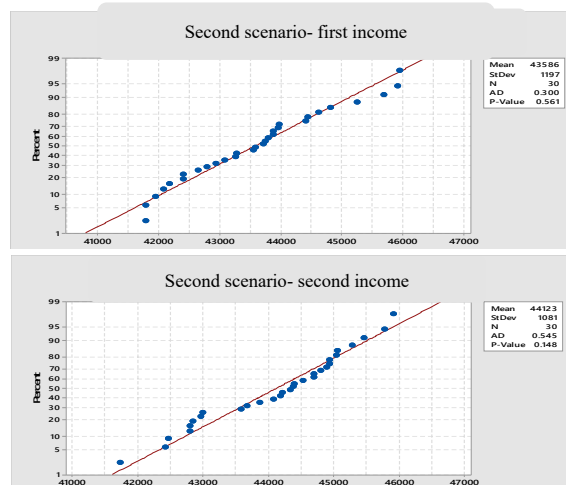 Second scenario- first income
99
95
90
80
70
60
50
40
30
20
10
5
1
Percent
41000 42000 43000 44000 45000 46000 47000
Mean 43586
StDev 1197
N 30
AD 0.300
P-Value 0.561
Second scenario- second income
99
95
90
80
70
60
50
40
30
20
10
5
1
Percent
41000 42000 43000 44000 45000 46000 47000
Mean 44123
StDev 1081
N 30
AD 0.545
P-Value 0.148